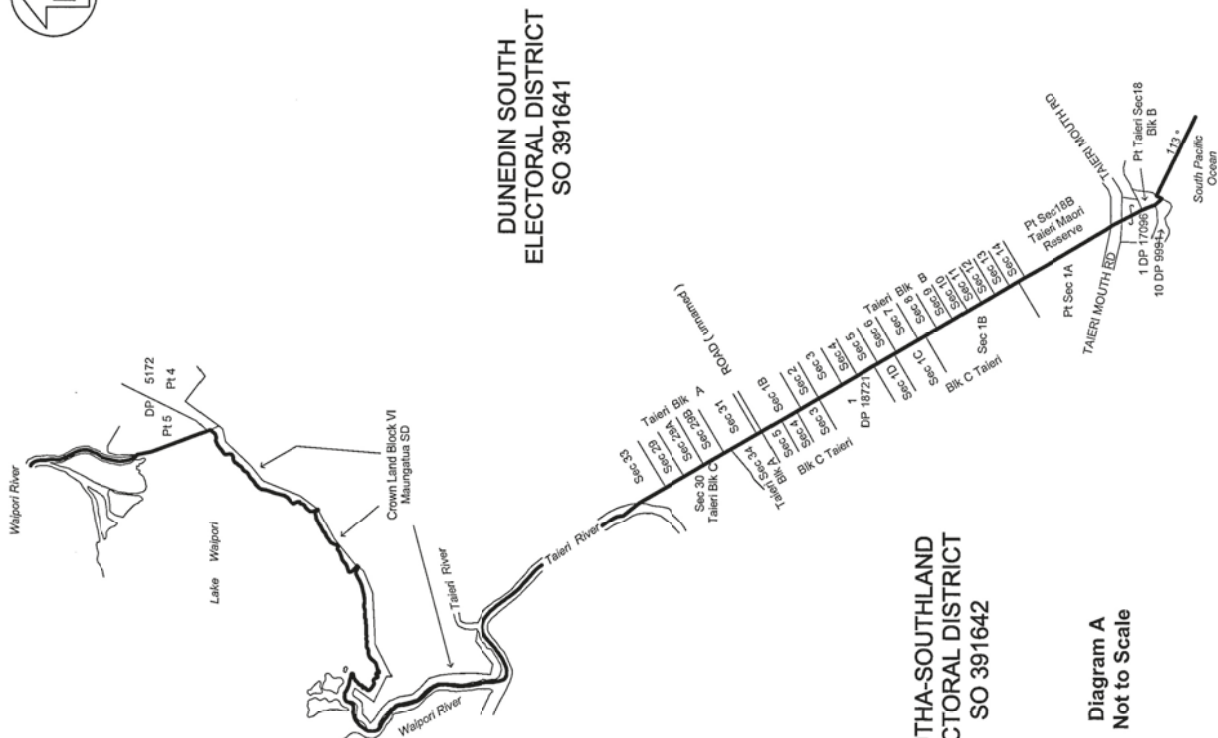 DUNEDIN SOUTH
ELECTORAL DISTRICT
SO 391641
Waipori River
DP 5172
Pt 5
Pt 4
Lake Waipori
Crown Land Block VI
Maungatua SD
Taieri River
Waipori River
Taieri River
Sec 33
Sec 29
Sec 29A
Sec 29B
Sec 31
Taieri Blk A
ROAD (unnamed)
Sec 30
Taieri Blk C
Taieri Sec 34
Blk A
Sec 5
Sec 4
Sec 3
Blk C Taieri
Sec 1B
Sec 2
Sec 3
Sec 4
Sec 5
Sec 6
Sec 7
Sec 8
Sec 9
Sec 10
Sec 11
Sec 12
Sec 13
Sec 14
Taieri Blk B
1
DP 18721
Sec 1D
Sec 1C
Blk C Taieri
Sec 1B
Pt Sec18B
Taieri Maori
Reserve
Pt Sec 1A
TAIERI MOUTH RD
TAIERI MOUTH RD
Pt Taieri Sec18
Blk B
1 DP 17096
10 DP 9991
113°
South Pacific
Ocean
THA-SOUTHLAND
CTORAL DISTRICT
SO 391642
Diagram A
Not to Scale